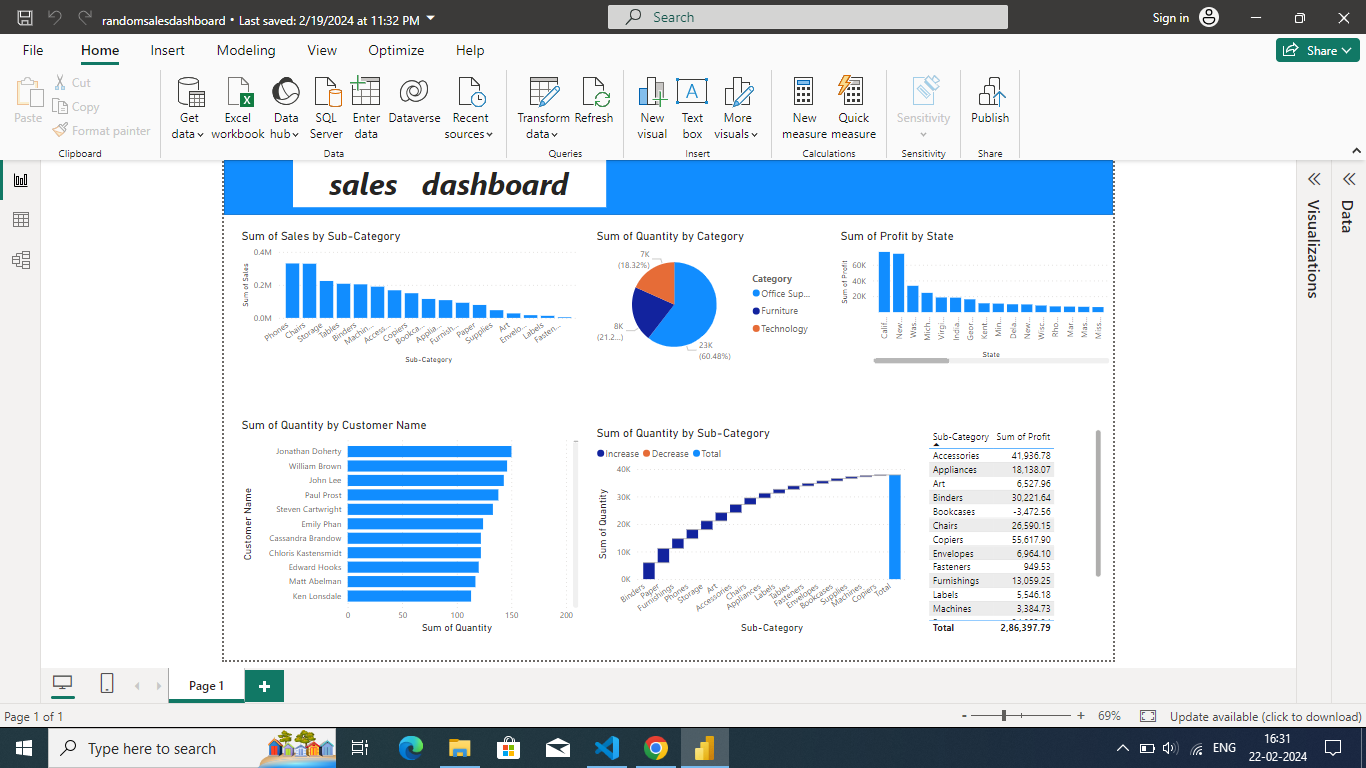 randomsalesdashboard • Last saved: 2/19/2024 at 11:32 PM
Search
Sign in
File Home Insert Modeling View Optimize Help
Share
Paste
Cut
Copy
Format painter
Clipboard
Get data
Excel workbook
Data hub
SQL Server
Enter data
Dataverse
Recent sources
Data
Transform data
Refresh
Queries
New visual
Text box
More visuals
Insert
New measure
Quick measure
Calculations
Sensitivity
Sensitivity
Publish
Share
sales dashboard
Sum of Sales by Sub-Category
Sum of Sales
0.4M
0.2M
0.0M
Phones
Chairs
Storage
Tables
Binders
Machin...
Access...
Copiers
Bookca...
Applia...
Furnish...
Paper
Supplies
Art
Envelo...
Labels
Fasten...
Sub-Category
Sum of Quantity by Category
7K
(18.32%)
8K
(21.2...)
23K
(60.48%)
Category
Office Sup...
Furniture
Technology
Sum of Profit by State
Sum of Profit
60K
40K
20K
Calif...
New...
Was...
Mich...
Virgi...
India...
Geor...
Kent...
Min...
Dela...
New...
Wisc...
Rho...
Mar...
Mas...
Miss...
State
Sum of Quantity by Customer Name
Customer Name
Jonathan Doherty
William Brown
John Lee
Paul Prost
Steven Cartwright
Emily Phan
Cassandra Brandow
Chloris Kastensmidt
Edward Hooks
Matt Abelman
Ken Lonsdale
0 50 100 150 200
Sum of Quantity
Sum of Quantity by Sub-Category
Increase Decrease Total
Sum of Quantity
40K
30K
20K
10K
0K
Binders
Paper
Furnishings
Phones
Storage
Art
Accessories
Chairs
Appliances
Labels
Tables
Fasteners
Envelopes
Bookcases
Supplies
Machines
Copiers
Total
Sub-Category
Sub-Category Sum of Profit
Accessories 41,936.78
Appliances 18,138.07
Art 6,527.96
Binders 30,221.64
Bookcases -3,472.56
Chairs 26,590.15
Copiers 55,617.90
Envelopes 6,964.10
Fasteners 949.53
Furnishings 13,059.25
Labels 5,546.18
Machines 3,384.73
Total 2,86,397.79
Visualizations
Data
Page 1
Page 1 of 1
- + 69%
Update available (click to download)
Type here to search
ENG
16:31
22-02-2024